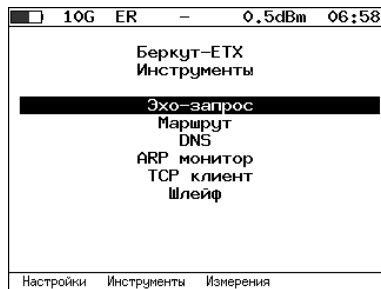 10G ER – 0.5dBm 06:58
Беркут-ETX
Инструменты
Эхо-запрос
Маршрут
DNS
ARP монитор
TCP клиент
Шлейф
Настройки Инструменты Измерения